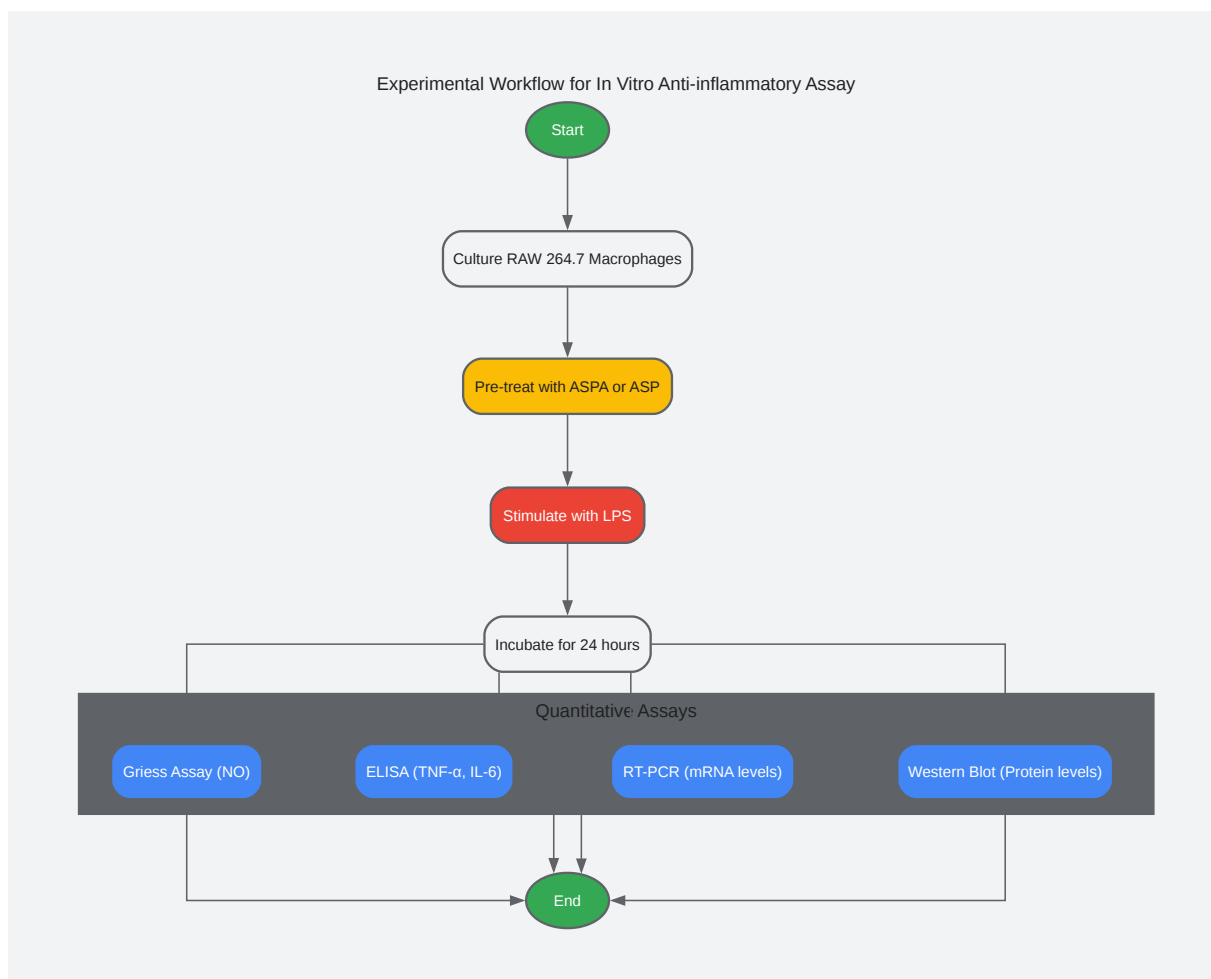 Experimental Workflow for In Vitro Anti-inflammatory Assay
Start
Culture RAW 264.7 Macrophages
Pre-treat with ASPA or ASP
Stimulate with LPS
Incubate for 24 hours
Quantitative Assays
Griess Assay (NO)
ELISA (TNF-α, IL-6)
RT-PCR (mRNA levels)
Western Blot (Protein levels)
End